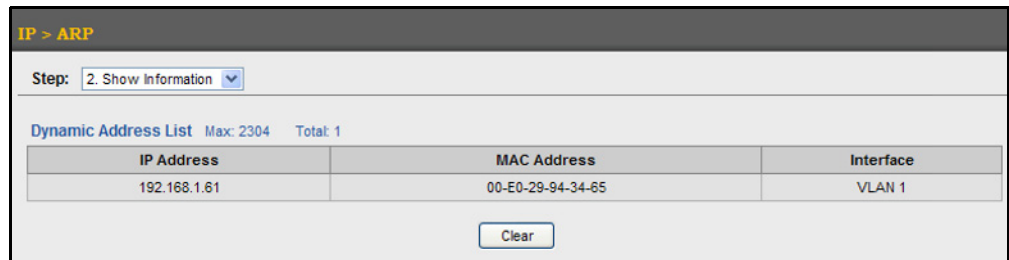 IP > ARP
Step: 2. Show Information
Dynamic Address List Max: 2304 Total: 1
IP Address MAC Address Interface
192.168.1.61 00-E0-29-94-34-65 VLAN 1
Clear